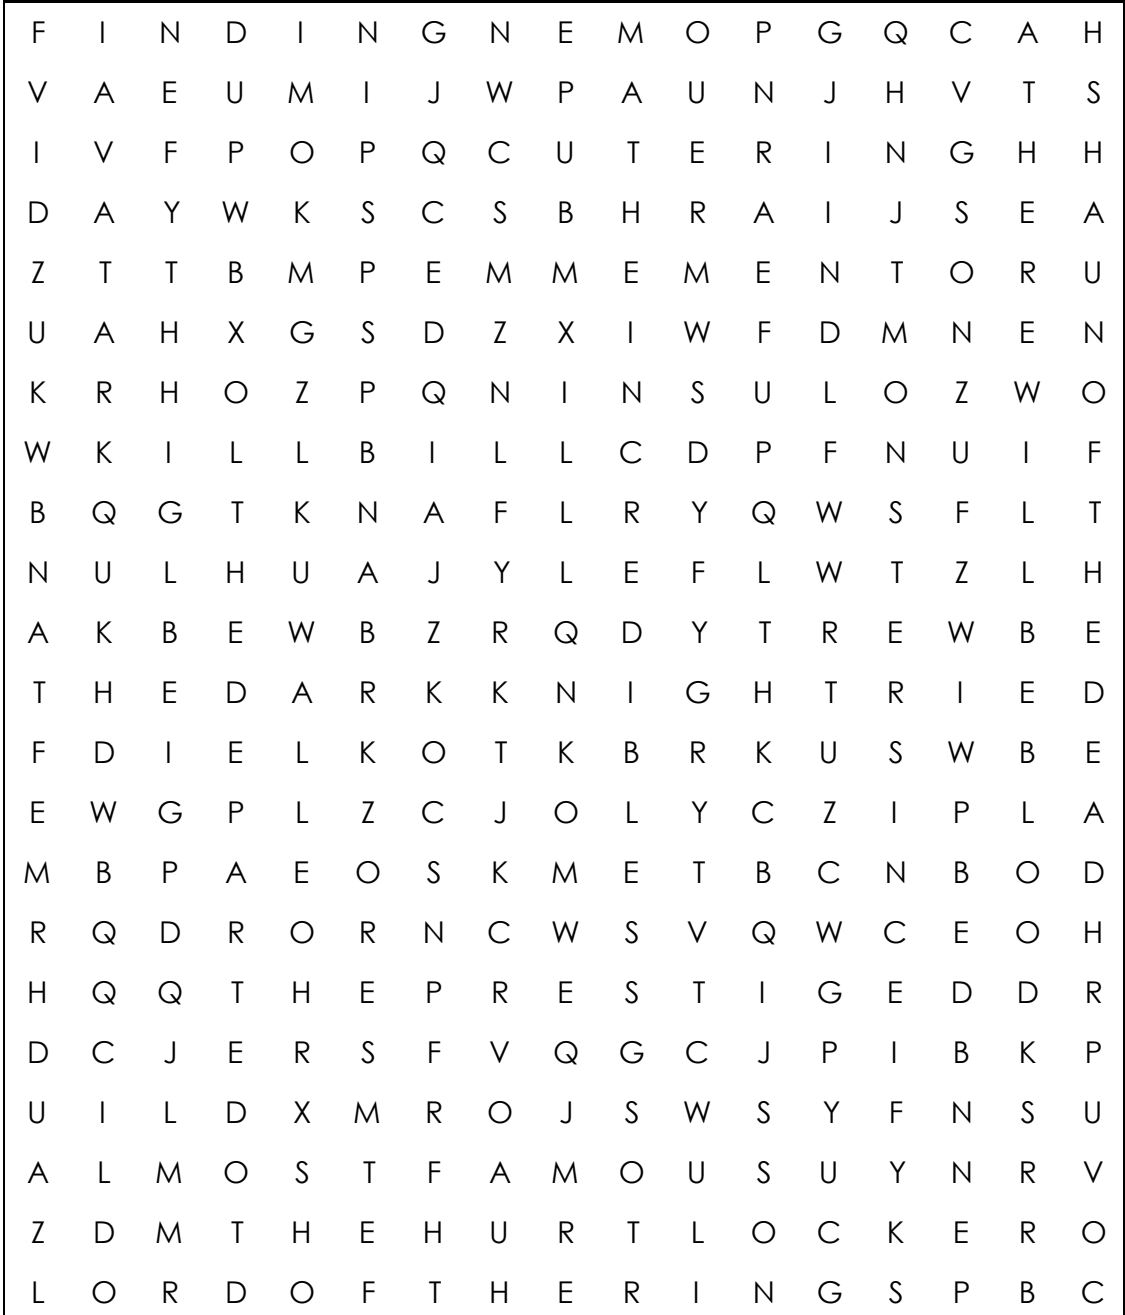 F I N D I N G N E M O P G Q C A H
V A E U M I J W P A U N J H V T S
I V F P O P Q C U T E R I N G H H
D A Y W K S C S B H R A I J S E A
Z T T B M P E M M E M E N T O R U
U A H X G S D Z X I W F D M N E N
K R H O Z P Q N I N S U L O Z W O
W K I L L B I L L C D P F N U I F
B Q G T K N A F L R Y Q W S F L T
N U L H U A J Y L E F L W T Z L H
A K B E W B Z R Q D Y T R E W B E
T H E D A R K K N I G H T R I E D
F D I E L K O T K B R K U S W B E
E W G P L Z C J O L Y C Z I P L A
M B P A E O S K M E T B C N B O D
R Q D R O R N C W S V Q W C E O H
H Q Q T H E P R E S T I G E D D R
D C J E R S F V Q G C J P I B K P
U I L D X M R O J S W S Y F N S U
A L M O S T F A M O U S U Y N R V
Z D M T H E H U R T L O C K E R O
L O R D O F T H E R I N G S P B C